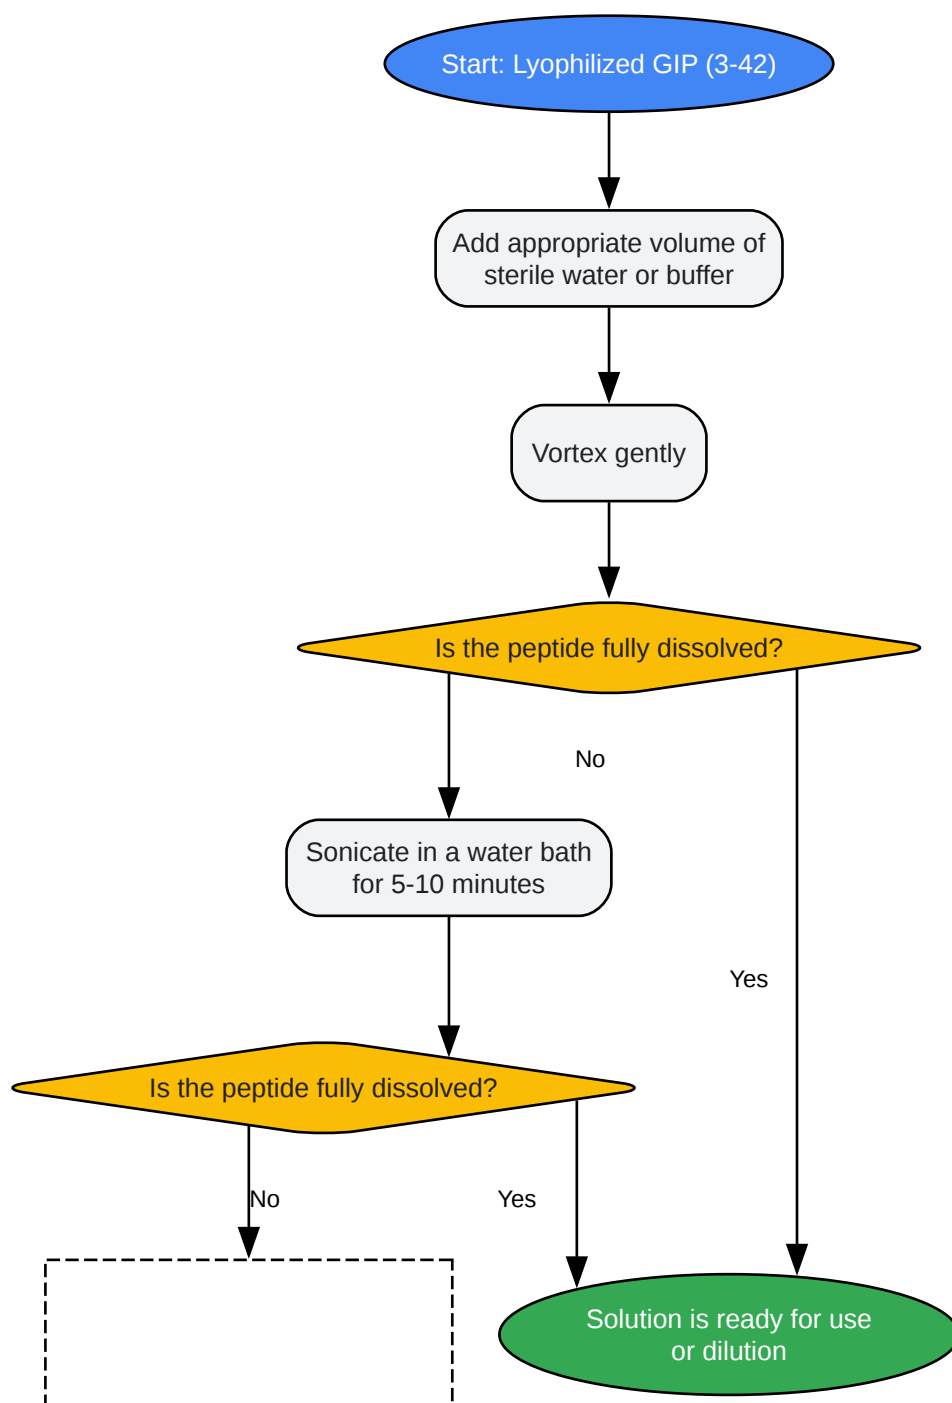 Start: Lyophilized GIP (3-42)
Add appropriate volume of
sterile water or buffer
Vortex gently
Is the peptide fully dissolved?
No
Sonicate in a water bath
for 5-10 minutes
Yes
Is the peptide fully dissolved?
No
Yes
Solution is ready for use
or dilution